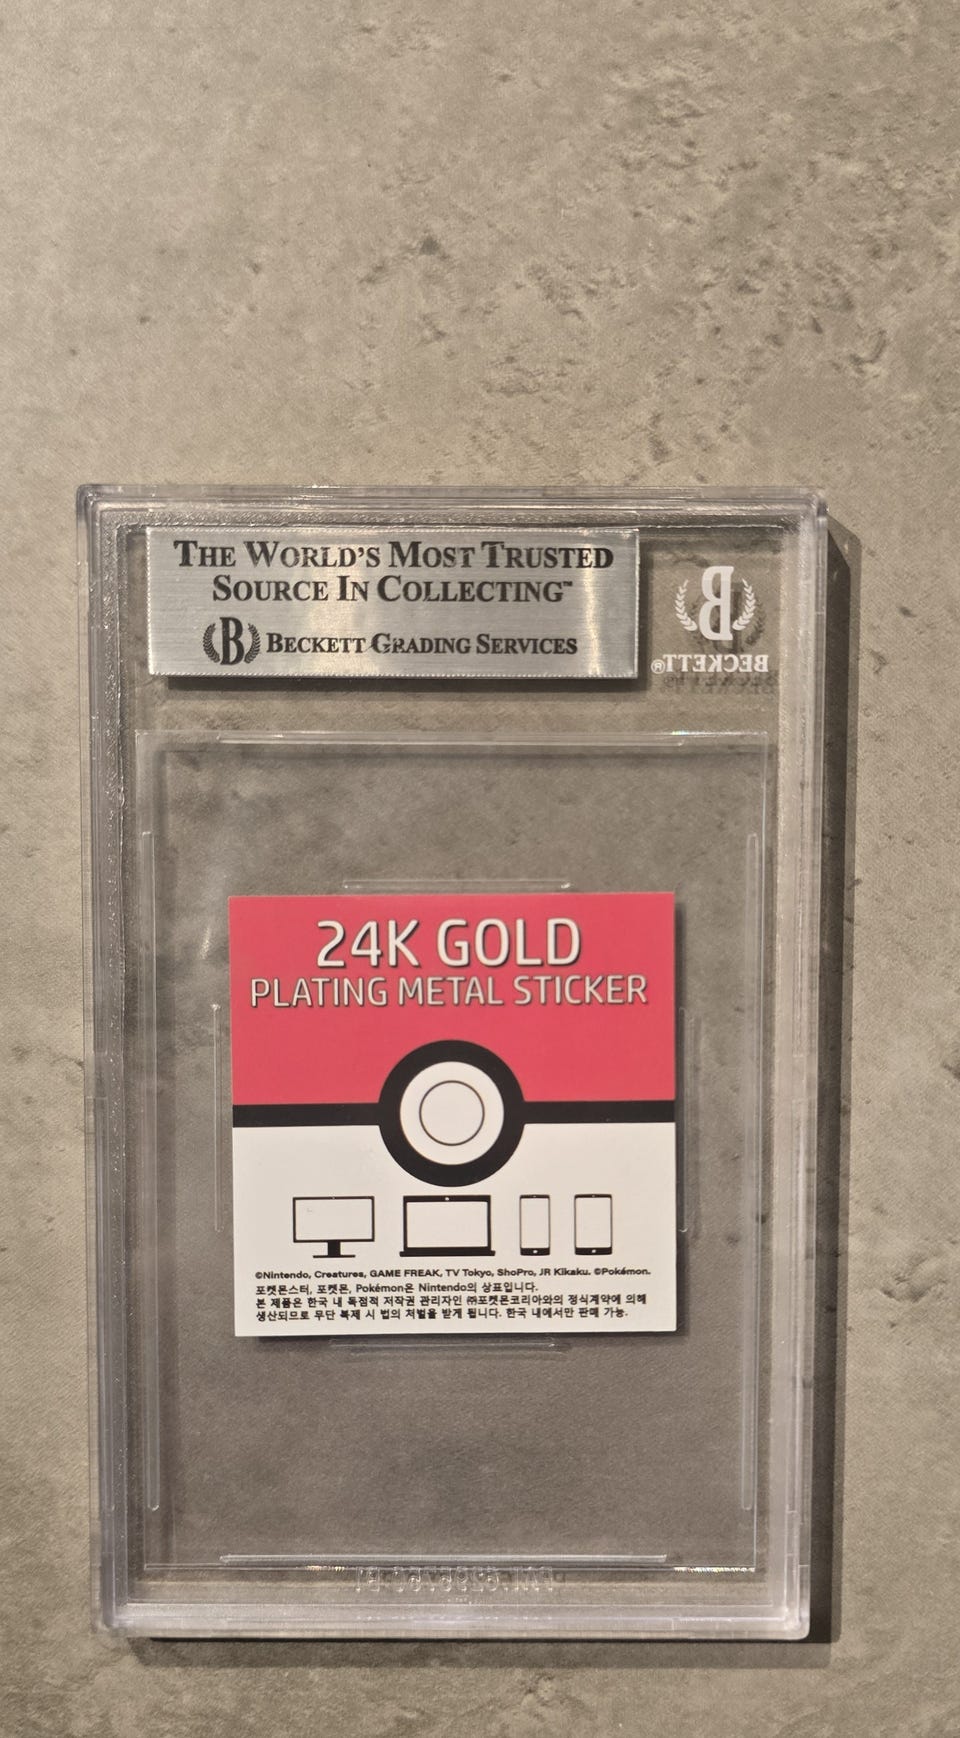 THE WORLD'S MOST TRUSTED
SOURCE IN COLLECTING™
B BECKETT GRADING SERVICES
B
BECKETT®
24K GOLD
PLATING METAL STICKER
©Nintendo, Creatures, GAME FREAK, TV Tokyo, ShoPro, JR Kikaku. ©Pokémon.
포켓몬스터, 포켓몬, Pokémon은 Nintendo의 상표입니다.
본 제품은 한국 내 독점적 저작권 관리자인 ㈜포켓몬코리아와의 정식계약에 의해
생산되므로 무단 복제 시 법의 처벌을 받게 됩니다. 한국 내에서만 판매 가능.